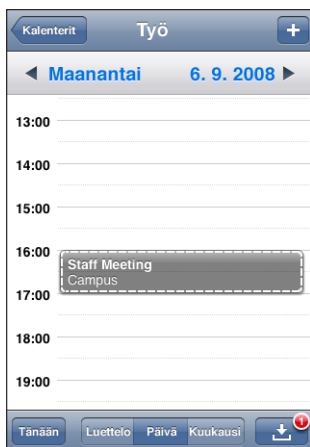 Kalenterit Työ +
Maanantai 6. 9. 2008
13:00
14:00
15:00
16:00
Staff Meeting
Campus
17:00
18:00
19:00
Tänään Luettelo Päivä Kuukausi 1